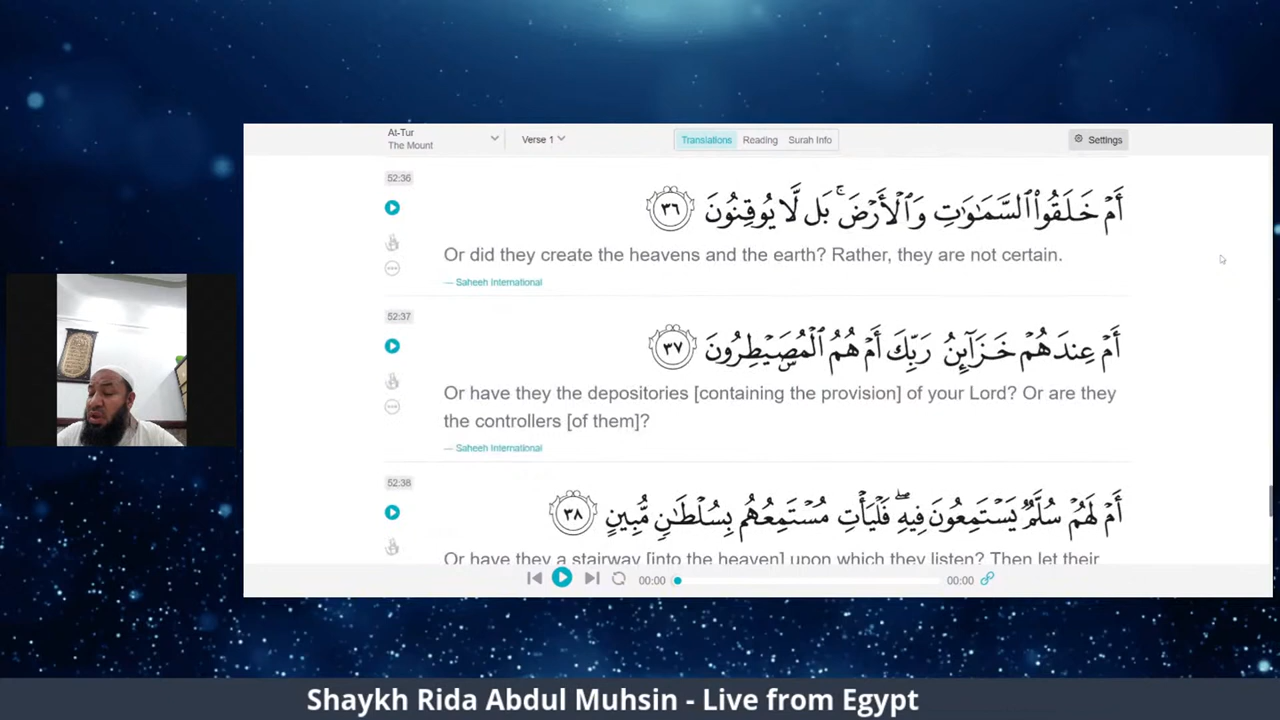 At-Tur
The Mount
Verse 1
Translations Reading Surah Info
Settings
52:36
أَمْ خَلَقُوا۟ ٱلسَّمَـٰوَٰتِ وَٱلْأَرْضَ ۚ بَل لَّا يُوقِنُونَ ٣٦
Or did they create the heavens and the earth? Rather, they are not certain.
— Saheeh International
52:37
أَمْ عِندَهُمْ خَزَآئِنُ رَبِّكَ أَمْ هُمُ ٱلْمُصَۣيْطِرُونَ ٣٧
Or have they the depositories [containing the provision] of your Lord? Or are they
the controllers [of them]?
— Saheeh International
52:38
أَمْ لَهُمْ سُلَّمٌ يَسْتَمِعُونَ فِيهِ ۖ فَلْيَأْتِ مُسْتَمِعُهُم بِسُلْطَـٰنٍ مُّبِينٍ ٣٨
Or have they a stairway [into the heaven] upon which they listen? Then let their
00:00 00:00
Shaykh Rida Abdul Muhsin - Live from Egypt